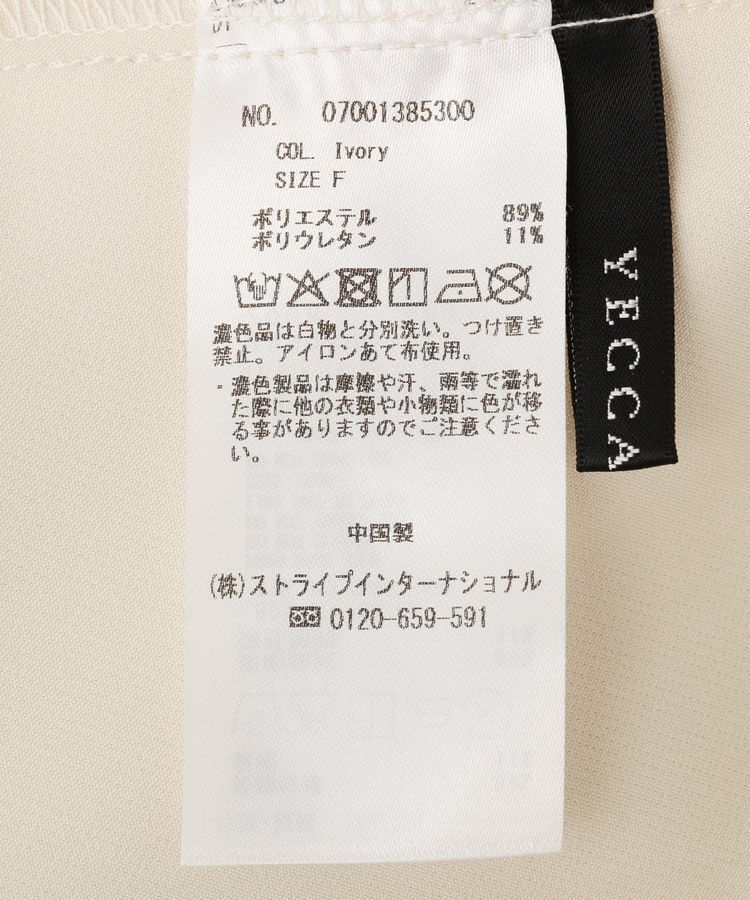 NO. 07001385300
COL. Ivory
SIZE F
ポリエステル 89%
ポリウレタン 11%
濃色品は白物と分別洗い。つけ置き
禁止。アイロンあて布使用。
・濃色製品は摩擦や汗、雨等で濡れ
た際に他の衣類や小物類に色が移
る事がありますのでご注意くださ
い。
中国製
(株)ストライプインターナショナル
0120-659-591
YECCA